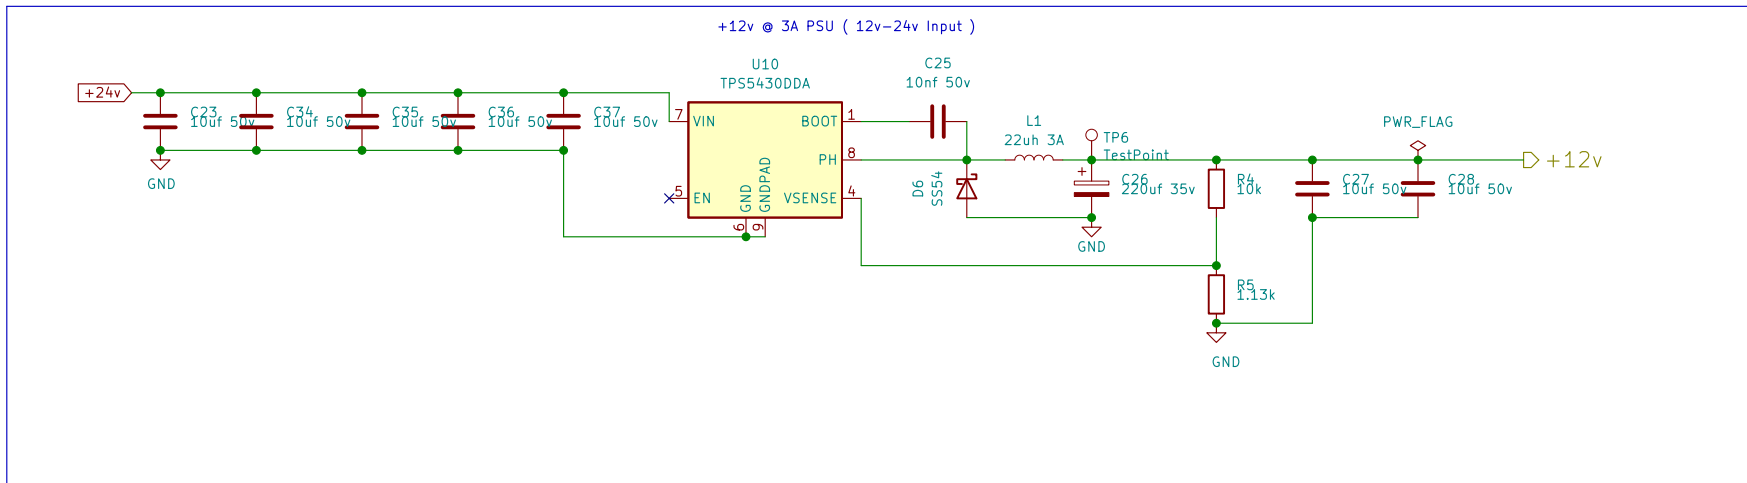 +12v @ 3A PSU ( 12v-24v Input )
U10
TPS5430DDA
C25
10nf 50v
+24v
C23
10uf 50v
C34
10uf 50v
C35
10uf 50v
C36
10uf 50v
C37
10uf 50v
7
VIN
BOOT
1
L1
22uh 3A
TP6
TestPoint
PWR_FLAG
+12v
PH
8
GND
5
EN
GND
GNDPAD
VSENSE
4
6
9
D6
SS54
+
C26
220uf 35v
GND
R4
10k
C27
10uf 50v
C28
10uf 50v
R5
1.13k
GND